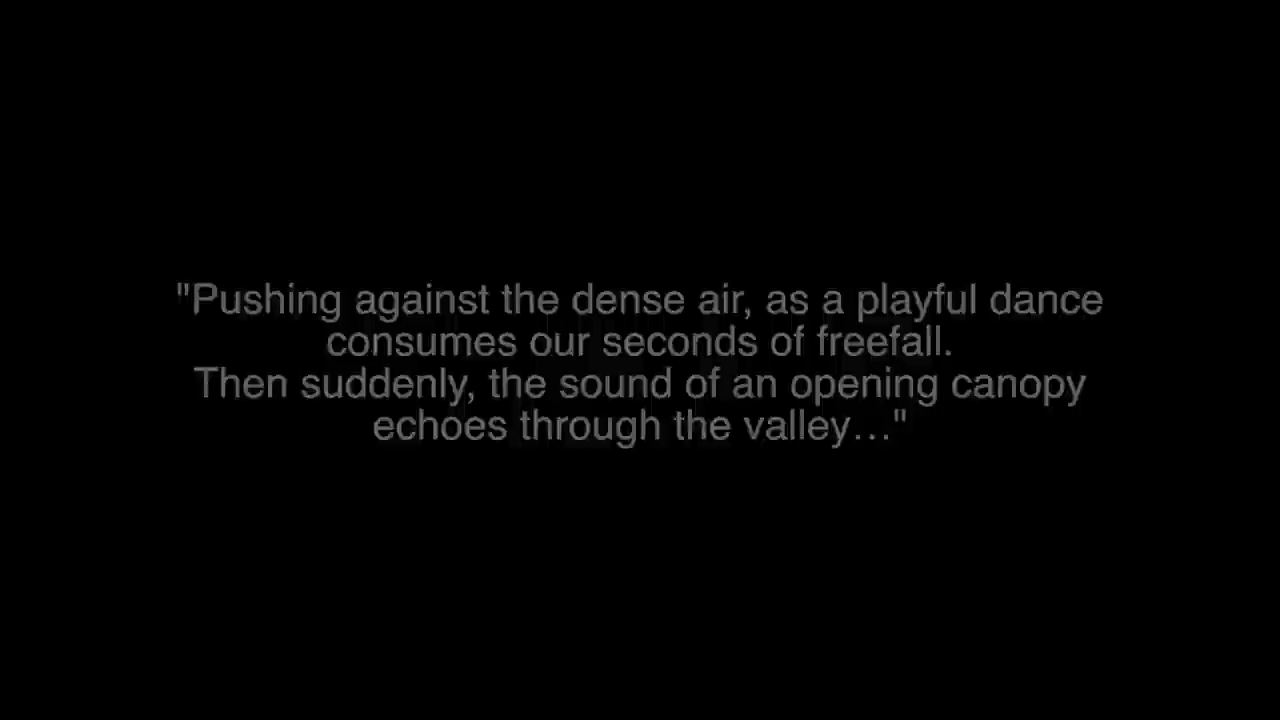 "Pushing against the dense air, as a playful dance
consumes our seconds of freefall.
Then suddenly, the sound of an opening canopy
echoes through the valley…"